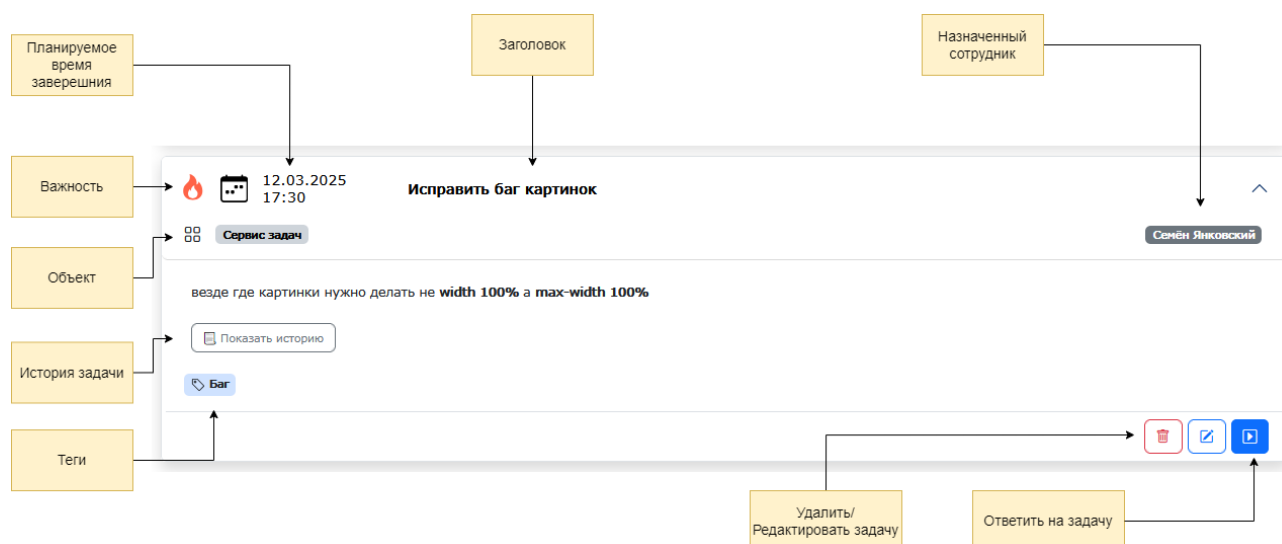 Планируемое
время
заверешния
Заголовок
Назначенный
сотрудник
Важность
12.03.2025
17:30
Исправить баг картинок
Объект
Сервис задач
Семён Янковский
везде где картинки нужно делать не width 100% а max-width 100%
История задачи
Показать историю
Баг
Теги
Удалить/
Редактировать задачу
Ответить на задачу